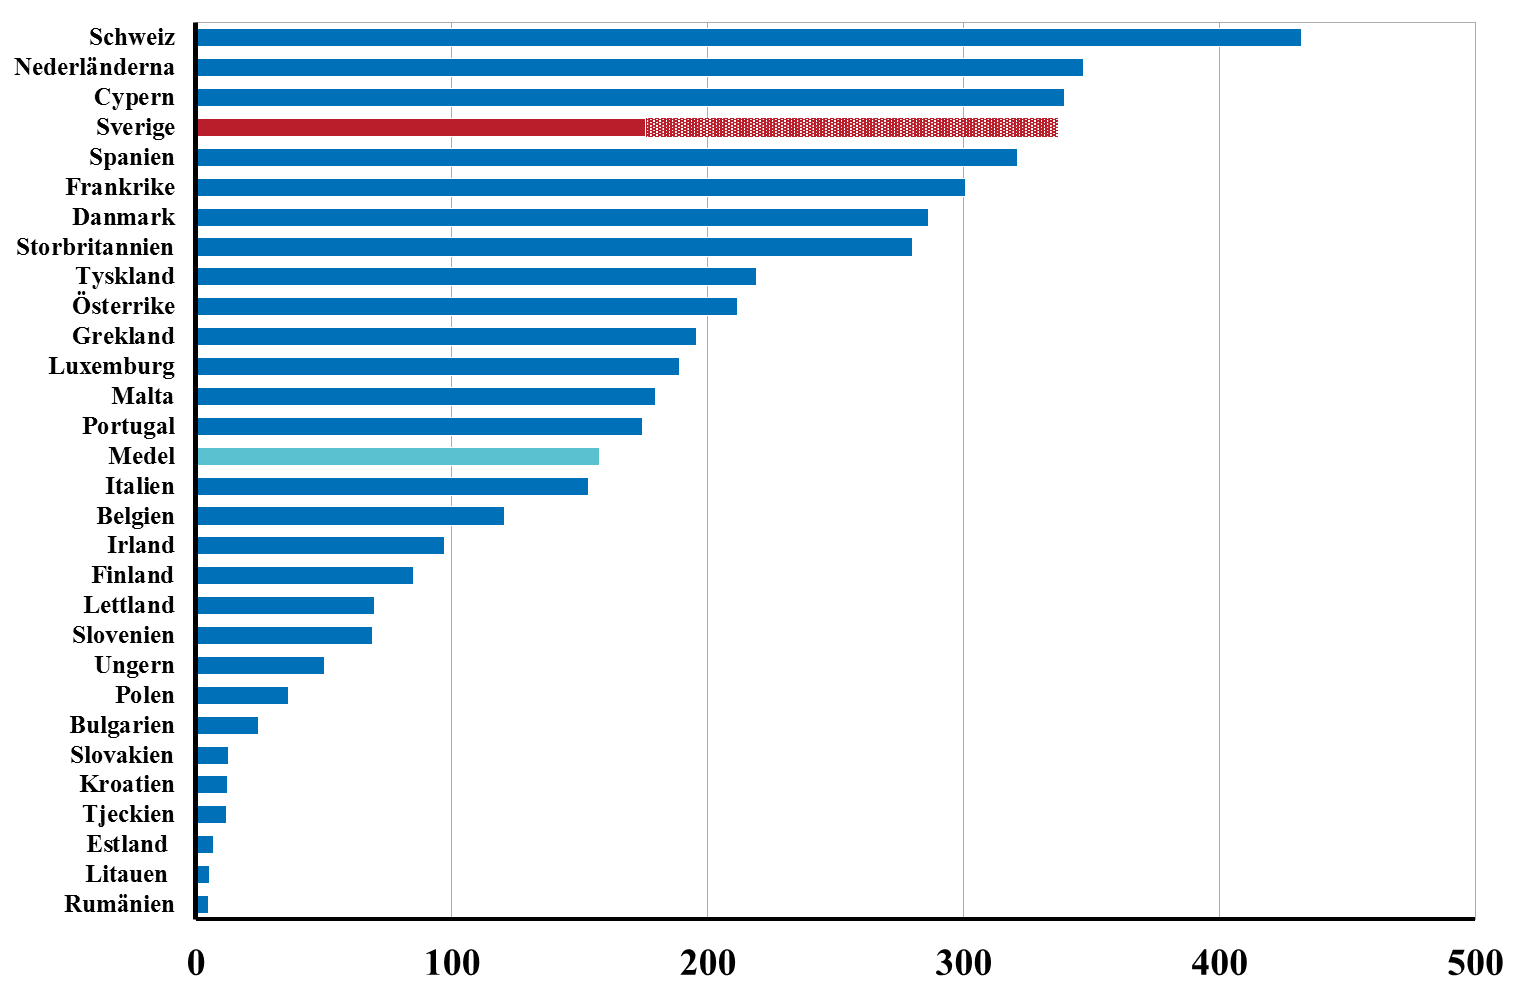 Schweiz
Nederländerna
Cypern
Sverige
Spanien
Frankrike
Danmark
Storbritannien
Tyskland
Österrike
Grekland
Luxemburg
Malta
Portugal
Medel
Italien
Belgien
Irland
Finland
Lettland
Slovenien
Ungern
Polen
Bulgarien
Slovakien
Kroatien
Tjeckien
Estland
Litauen
Rumänien
0 100 200 300 400 500